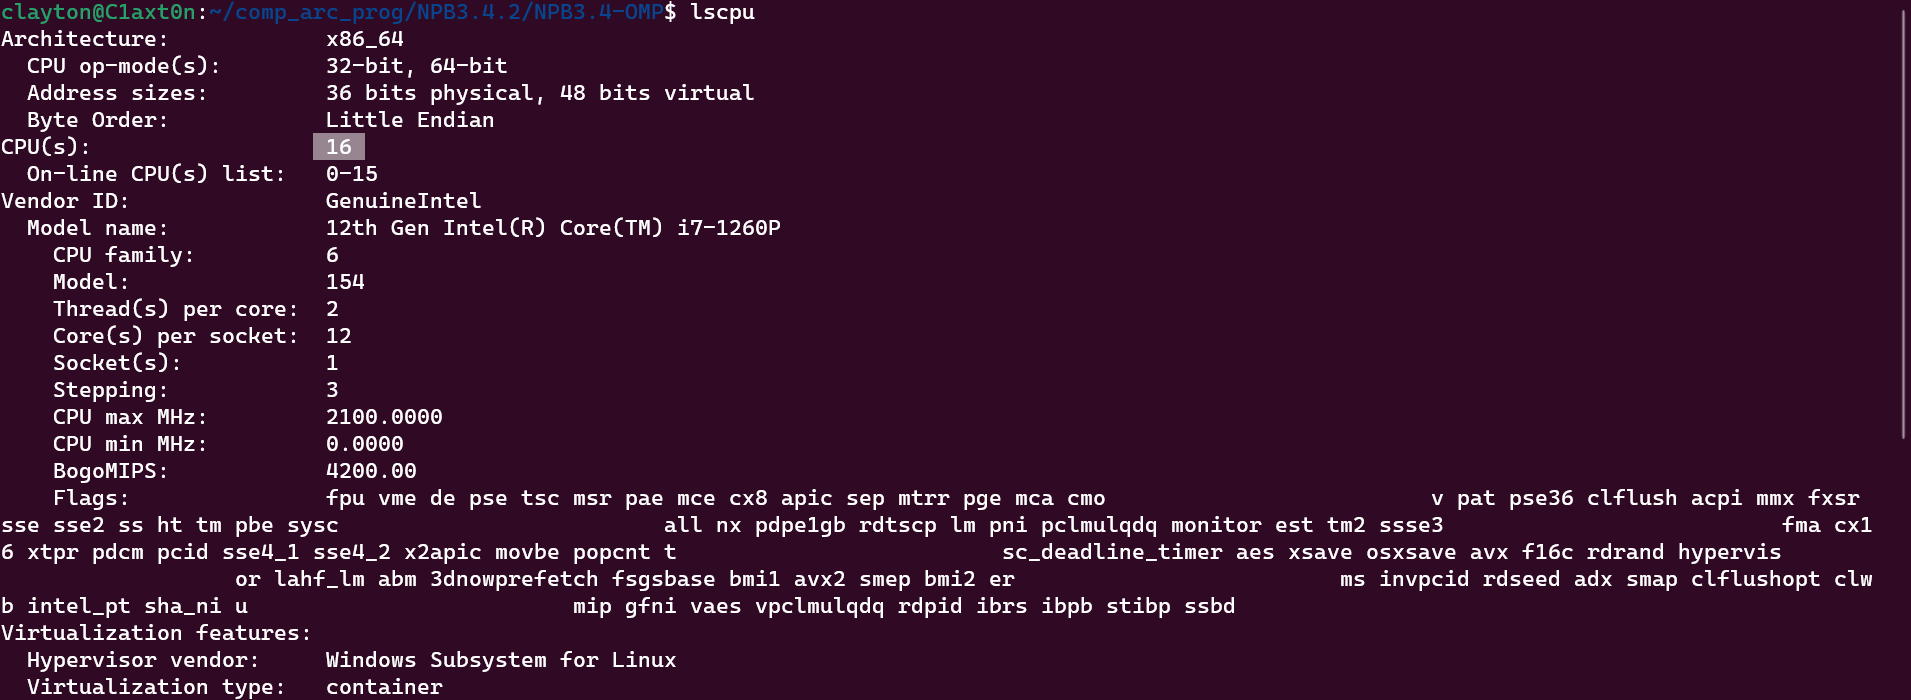 clayton@C1axt0n:~/comp_arc_prog/NPB3.4.2/NPB3.4-OMP$ lscpu
Architecture: x86_64
CPU op-mode(s): 32-bit, 64-bit
Address sizes: 36 bits physical, 48 bits virtual
Byte Order: Little Endian
CPU(s): 16
On-line CPU(s) list: 0-15
Vendor ID: GenuineIntel
Model name: 12th Gen Intel(R) Core(TM) i7-1260P
CPU family: 6
Model: 154
Thread(s) per core: 2
Core(s) per socket: 12
Socket(s): 1
Stepping: 3
CPU max MHz: 2100.0000
CPU min MHz: 0.0000
BogoMIPS: 4200.00
Flags: fpu vme de pse tsc msr pae mce cx8 apic sep mtrr pge mca cmo v pat pse36 clflush acpi mmx fxsr
sse sse2 ss ht tm pbe sysc all nx pdpe1gb rdtscp lm pni pclmulqdq monitor est tm2 ssse3 fma cx1
6 xtpr pdcm pcid sse4_1 sse4_2 x2apic movbe popcnt t sc_deadline_timer aes xsave osxsave avx f16c rdrand hypervis
or lahf_lm abm 3dnowprefetch fsgsbase bmi1 avx2 smep bmi2 er ms invpcid rdseed adx smap clflushopt clw
b intel_pt sha_ni u mip gfni vaes vpclmulqdq rdpid ibrs ibpb stibp ssbd
Virtualization features:
Hypervisor vendor: Windows Subsystem for Linux
Virtualization type: container